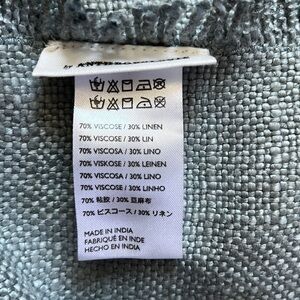 BY ANTHROPOLOGIE
70% VISCOSE / 30% LINEN
70% VISCOSE / 30% LIN
70% VISCOSA / 30% LINO
70% VISKOSE / 30% LEINEN
70% VISCOSA / 30% LINO
70% VISCOSE / 30% LINHO
70% 粘胶 / 30% 亚麻布
70% ビスコース / 30% リネン
MADE IN INDIA
FABRIQUÉ EN INDE
HECHO EN INDIA